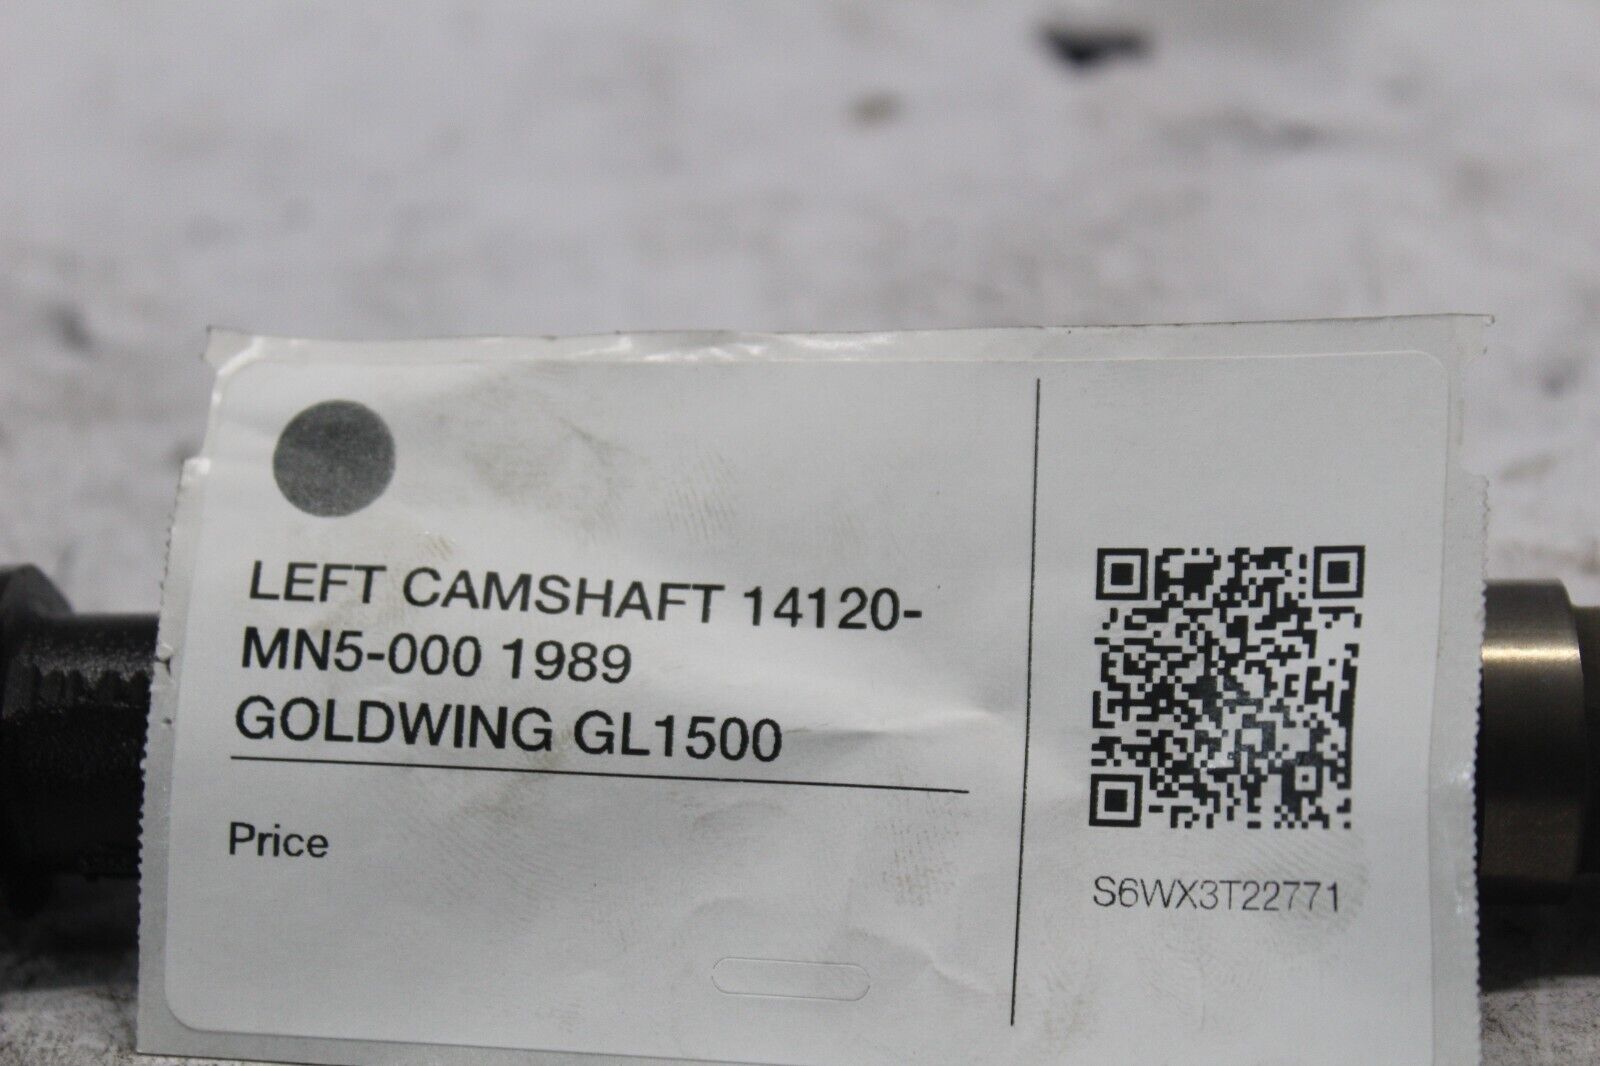 LEFT CAMSHAFT 14120-
MN5-000 1989
GOLDWING GL1500
Price
S6WX3T22771